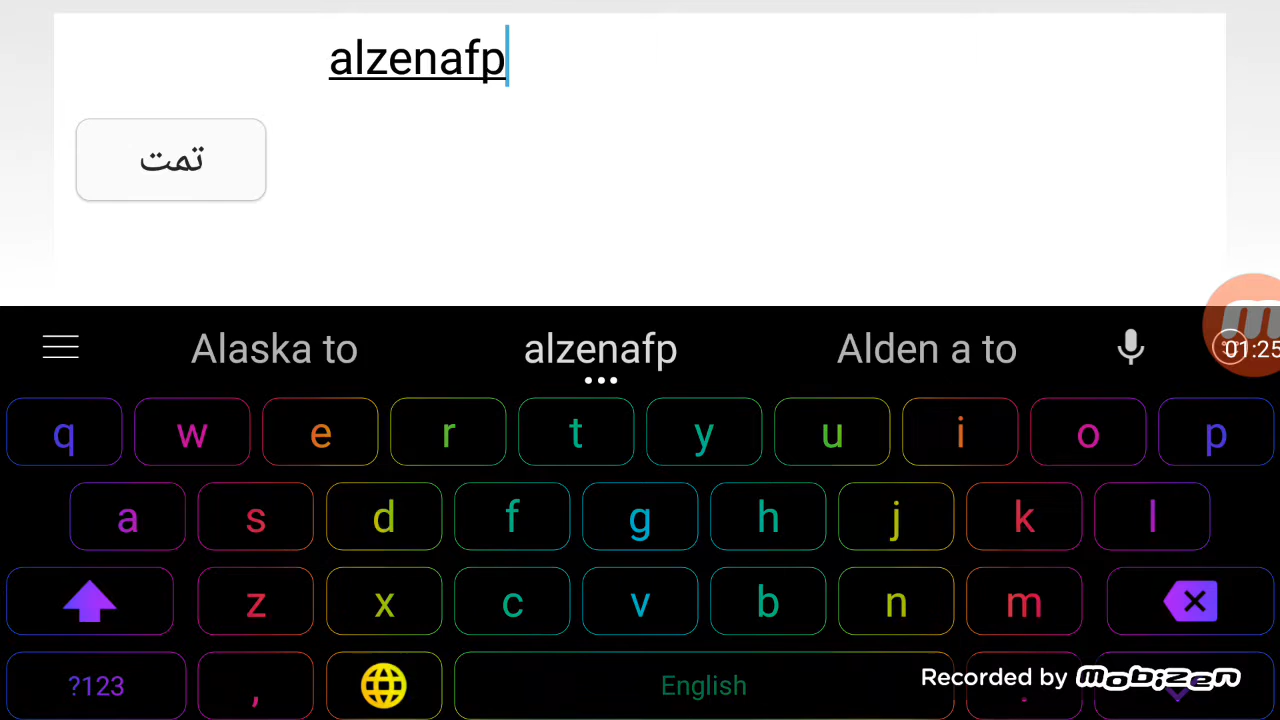 alzenafp
تمت
Alaska to alzenafp Alden a to
01:25
q w e r t y u i o p
a s d f g h j k l
z x c v b n m
?123 , English .
Recorded by mobizen